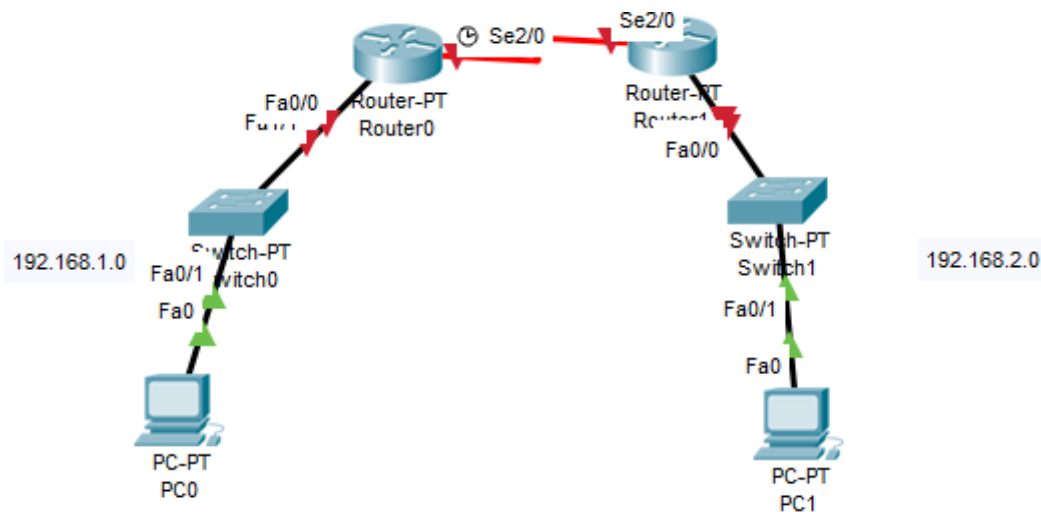 Se2/0
Se2/0
Router-PT
Router0
Router-PT
Fa0/0
Fa0/0
192.168.1.0
Switch-PT
Fa0/1
Switch-PT
Switch1
192.168.2.0
Fa0
Fa0/1
Fa0
PC-PT
PC0
PC-PT
PC1